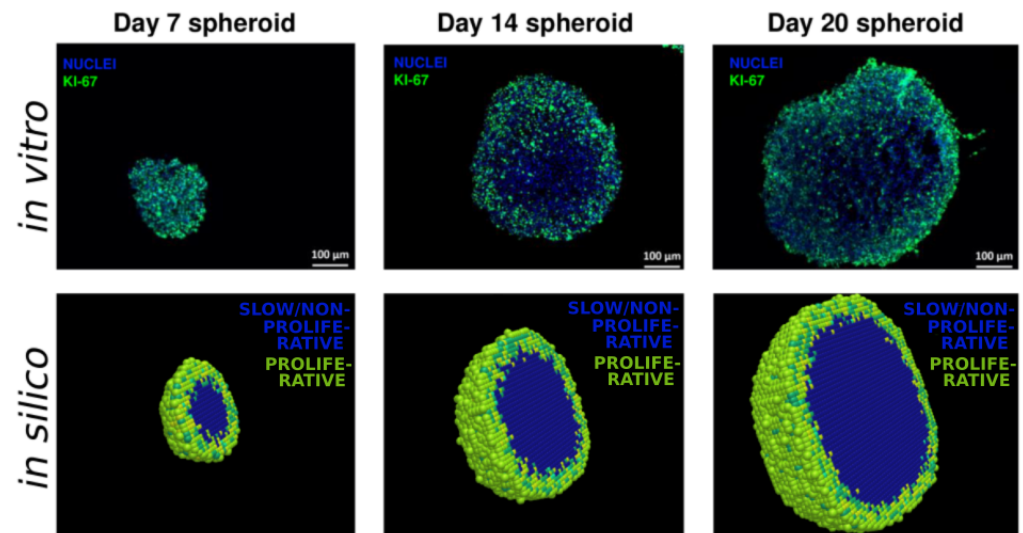 Day 7 spheroid
Day 14 spheroid
Day 20 spheroid
in vitro
NUCLEI
KI-67
100 µm
NUCLEI
KI-67
100 µm
NUCLEI
KI-67
100 µm
in silico
SLOW/NON-
PROLIFE-
RATIVE
PROLIFE-
RATIVE
SLOW/NON-
PROLIFE-
RATIVE
PROLIFE-
RATIVE
SLOW/NON-
PROLIFE-
RATIVE
PROLIFE-
RATIVE